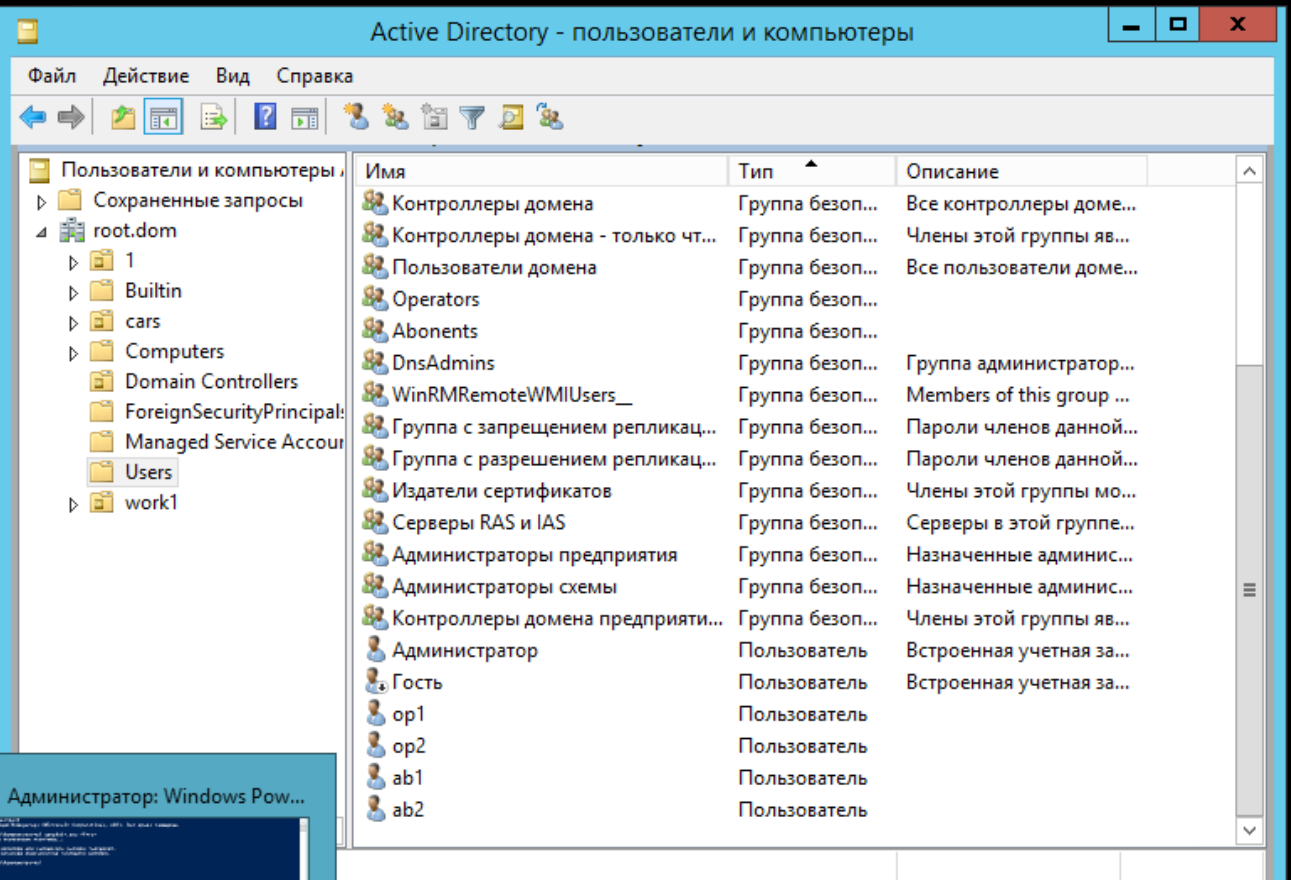 Active Directory - пользователи и компьютеры
Файл Действие Вид Справка
Пользователи и компьютеры
Сохраненные запросы
root.dom
1
Builtin
cars
Computers
Domain Controllers
ForeignSecurityPrincipals
Managed Service Accour
Users
work1
Имя Тип Описание
Контроллеры домена Группа безоп... Все контроллеры доме...
Контроллеры домена - только чт... Группа безоп... Члены этой группы яв...
Пользователи домена Группа безоп... Все пользователи доме...
Operators Группа безоп...
Abonents Группа безоп...
DnsAdmins Группа безоп... Группа администратор...
WinRMRemoteWMIUsers__ Группа безоп... Members of this group ...
Группа с запрещением репликац... Группа безоп... Пароли членов данной...
Группа с разрешением репликац... Группа безоп... Пароли членов данной...
Издатели сертификатов Группа безоп... Члены этой группы мо...
Серверы RAS и IAS Группа безоп... Серверы в этой группе...
Администраторы предприятия Группа безоп... Назначенные админис...
Администраторы схемы Группа безоп... Назначенные админис...
Контроллеры домена предприяти... Группа безоп... Члены этой группы яв...
Администратор Пользователь Встроенная учетная за...
Гость Пользователь Встроенная учетная за...
op1 Пользователь
op2 Пользователь
ab1 Пользователь
ab2 Пользователь
Администратор: Windows Pow...